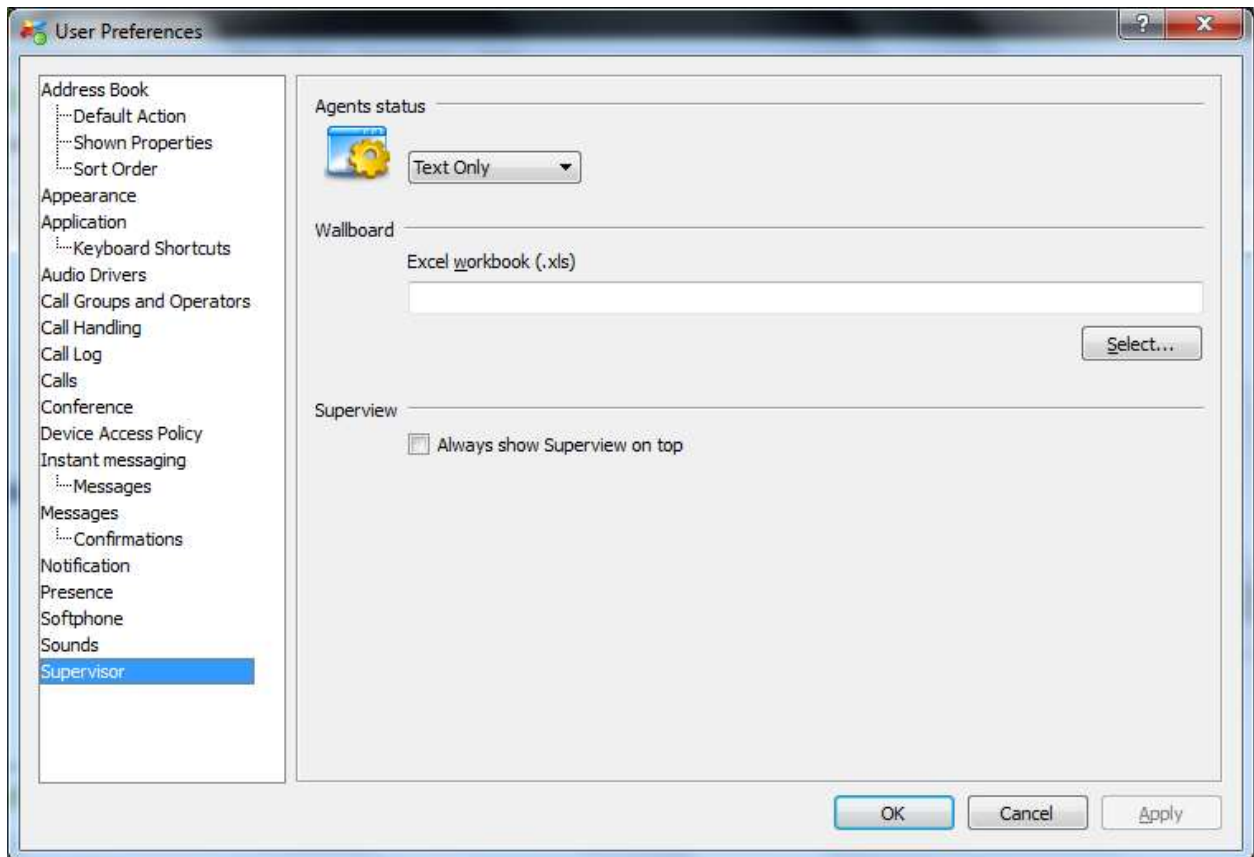 User Preferences
?
Address Book
Default Action
Shown Properties
Sort Order
Appearance
Application
Keyboard Shortcuts
Audio Drivers
Call Groups and Operators
Call Handling
Call Log
Calls
Conference
Device Access Policy
Instant messaging
Messages
Messages
Confirmations
Notification
Presence
Softphone
Sounds
Supervisor
Agents status
Text Only
Wallboard
Excel workbook (.xls)
Select...
Superview
Always show Superview on top
OK
Cancel
Apply